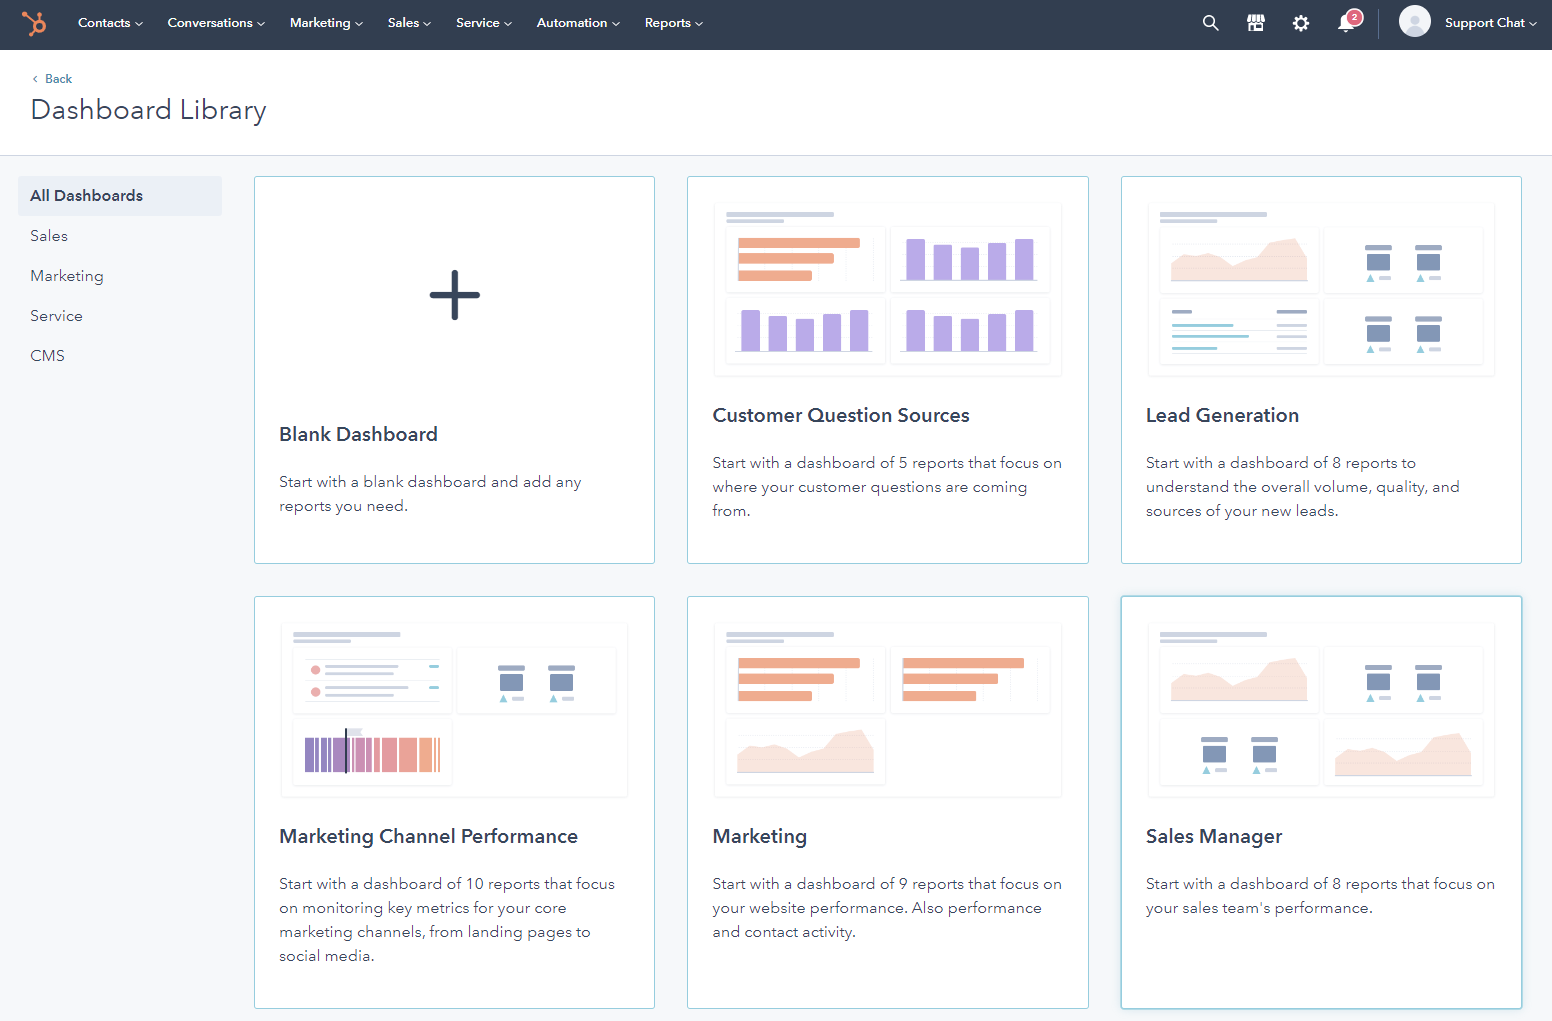 Contacts Conversations Marketing Sales Service Automation Reports 2 Support Chat
Back
Dashboard Library
All Dashboards
Sales
Marketing
Service
CMS
Blank Dashboard
Start with a blank dashboard and add any
reports you need.
Customer Question Sources
Start with a dashboard of 5 reports that focus on
where your customer questions are coming
from.
Lead Generation
Start with a dashboard of 8 reports to
understand the overall volume, quality, and
sources of your new leads.
Marketing Channel Performance
Start with a dashboard of 10 reports that focus
on monitoring key metrics for your core
marketing channels, from landing pages to
social media.
Marketing
Start with a dashboard of 9 reports that focus on
your website performance. Also performance
and contact activity.
Sales Manager
Start with a dashboard of 8 reports that focus on
your sales team's performance.